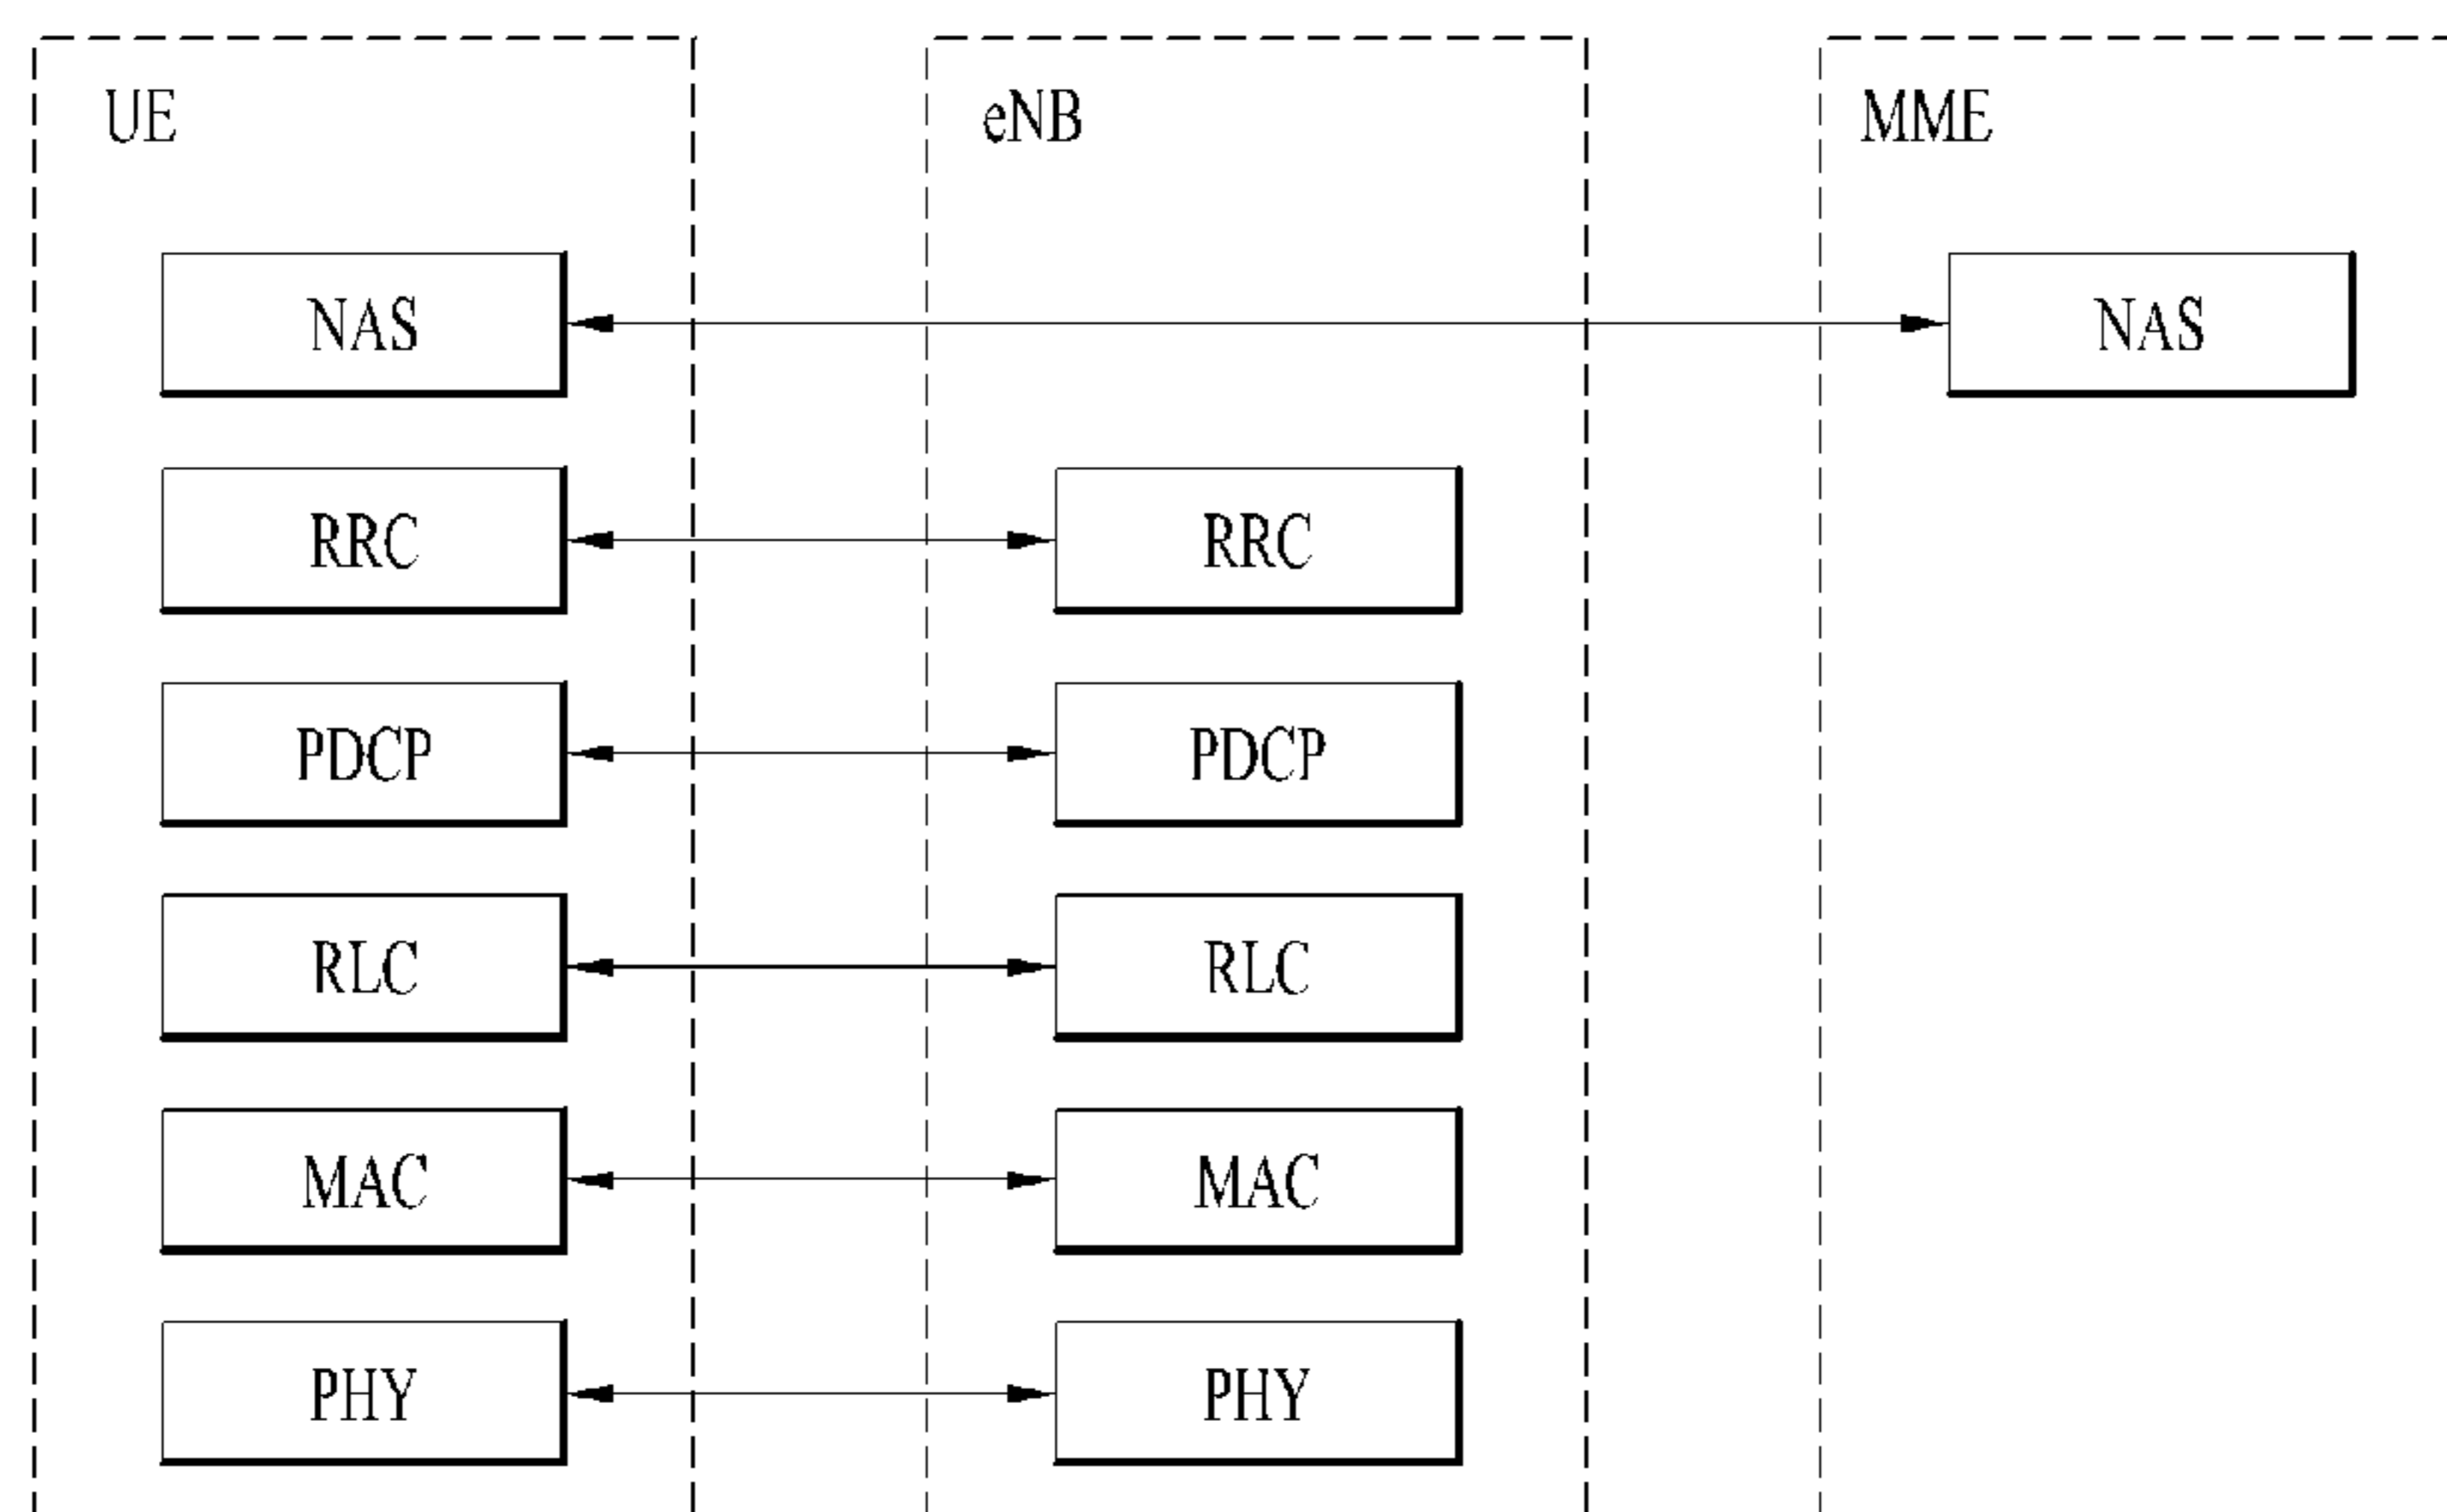 UE eNB MME
NAS NAS
RRC RRC
PDCP PDCP
RLC RLC
MAC MAC
PHY PHY